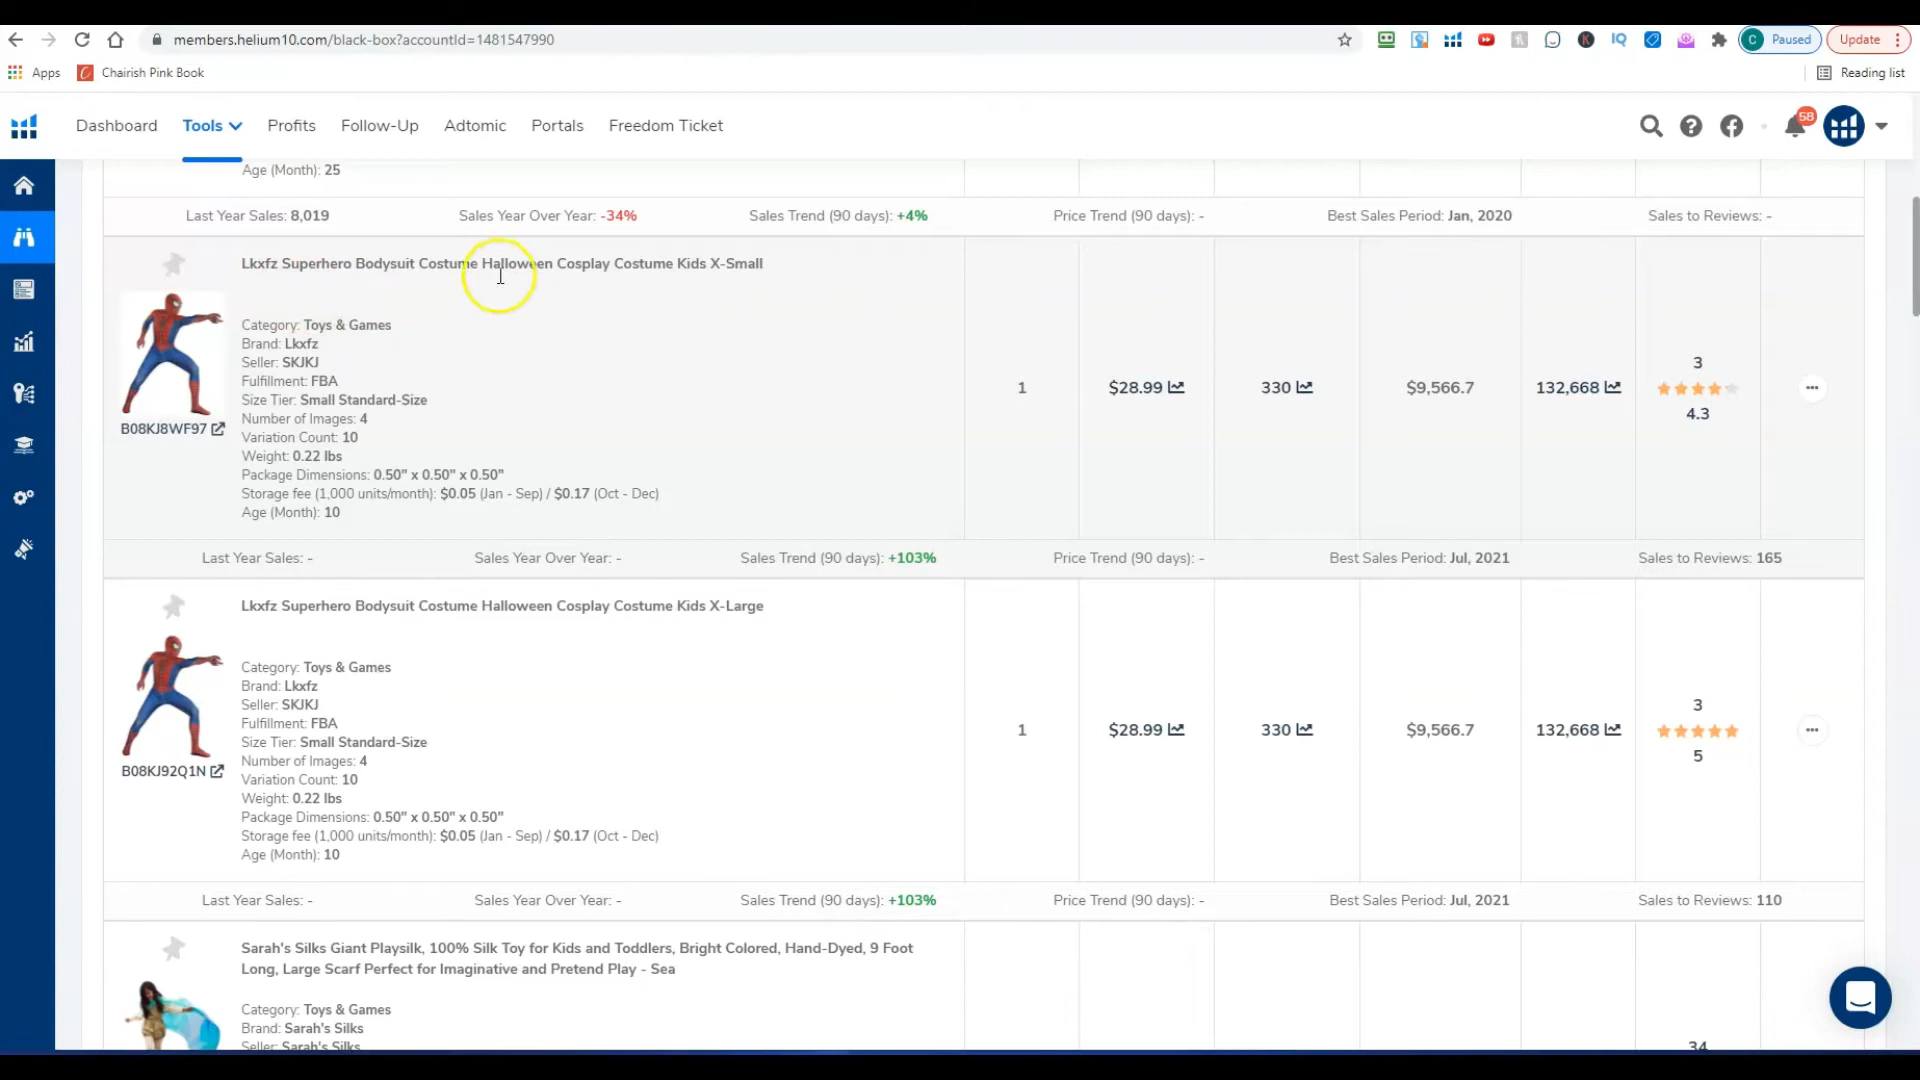 members.helium10.com/black-box?accountId=1481547990
C Paused
Update
Apps
Chairish Pink Book
Reading list
Dashboard
Tools
Profits
Follow-Up
Adtomic
Portals
Freedom Ticket
58
Age (Month): 25
Last Year Sales: 8,019
Sales Year Over Year: -34%
Sales Trend (90 days): +4%
Price Trend (90 days): -
Best Sales Period: Jan, 2020
Sales to Reviews: -
Lkxfz Superhero Bodysuit Costume Halloween Cosplay Costume Kids X-Small
Category: Toys & Games
Brand: Lkxfz
Seller: SKJKJ
Fulfillment: FBA
Size Tier: Small Standard-Size
Number of Images: 4
Variation Count: 10
Weight: 0.22 lbs
Package Dimensions: 0.50" x 0.50" x 0.50"
Storage fee (1,000 units/month): $0.05 (Jan - Sep) / $0.17 (Oct - Dec)
Age (Month): 10
B08KJ8WF97
1
$28.99
330
$9,566.7
132,668
3
4.3
Last Year Sales: -
Sales Year Over Year: -
Sales Trend (90 days): +103%
Price Trend (90 days): -
Best Sales Period: Jul, 2021
Sales to Reviews: 165
Lkxfz Superhero Bodysuit Costume Halloween Cosplay Costume Kids X-Large
Category: Toys & Games
Brand: Lkxfz
Seller: SKJKJ
Fulfillment: FBA
Size Tier: Small Standard-Size
Number of Images: 4
Variation Count: 10
Weight: 0.22 lbs
Package Dimensions: 0.50" x 0.50" x 0.50"
Storage fee (1,000 units/month): $0.05 (Jan - Sep) / $0.17 (Oct - Dec)
Age (Month): 10
B08KJ92Q1N
1
$28.99
330
$9,566.7
132,668
3
5
Last Year Sales: -
Sales Year Over Year: -
Sales Trend (90 days): +103%
Price Trend (90 days): -
Best Sales Period: Jul, 2021
Sales to Reviews: 110
Sarah's Silks Giant Playsilk, 100% Silk Toy for Kids and Toddlers, Bright Colored, Hand-Dyed, 9 Foot
Long, Large Scarf Perfect for Imaginative and Pretend Play - Sea
Category: Toys & Games
Brand: Sarah's Silks
Seller: Sarah's Silks
34